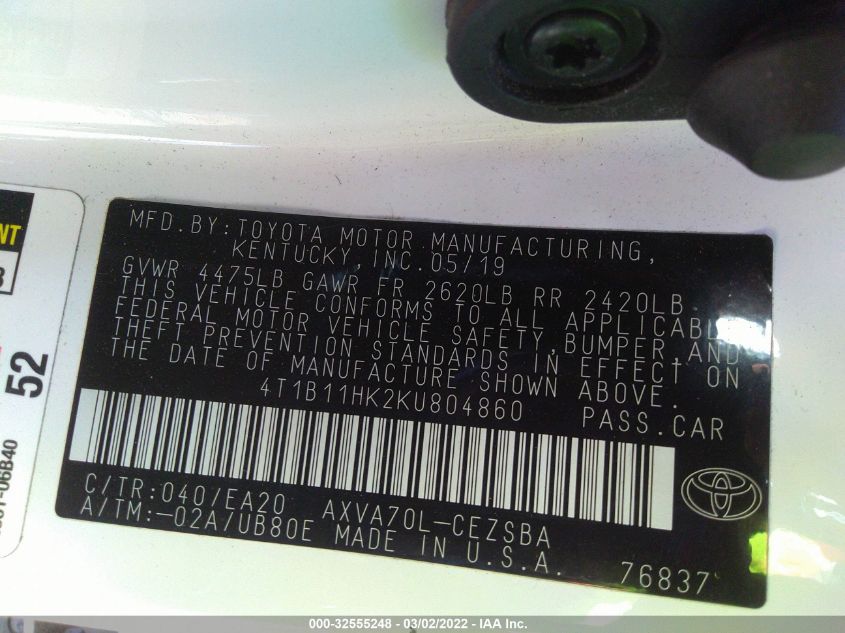 MFD.BY:TOYOTA MOTOR MANUFACTURING,
KENTUCKY,INC.05/19
GVWR 4475LB GAWR FR 2620LB RR 2420LB
THIS VEHICLE CONFORMS TO ALL APPLICABLE
FEDERAL MOTOR VEHICLE SAFETY,BUMPER,AND
THEFT PREVENTION STANDARDS IN EFFECT ON
THE DATE OF MANUFACTURE SHOWN ABOVE.
4T1B11HK2KU804860 PASS.CAR
C/TR:040/EA20 AXVA70L-CEZSBA
A/TM:-02A/UB80E MADE IN U.S.A. 76837
52
000-32555248 - 03/02/2022 - IAA Inc.